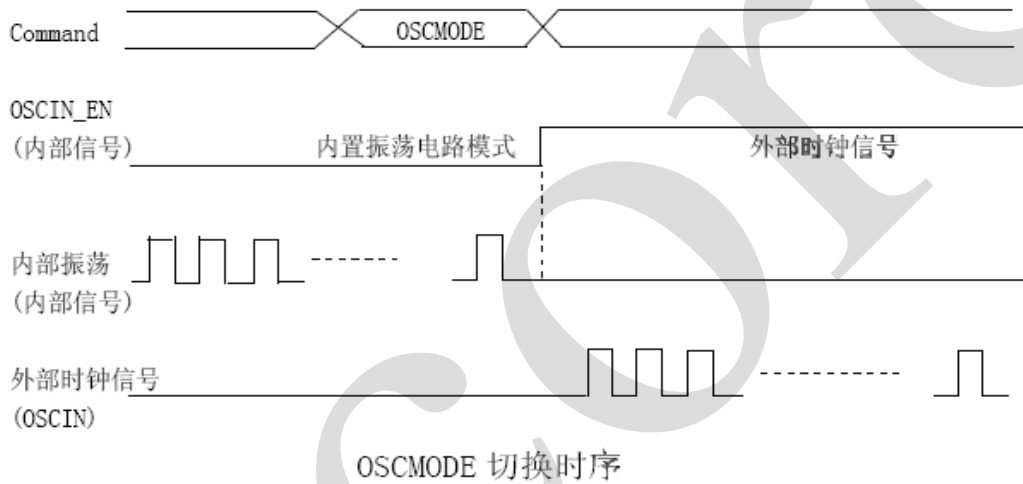 Command OSCMODE
OSCIN_EN
(内部信号) 内置振荡电路模式 外部时钟信号
内部振荡
(内部信号)
外部时钟信号
(OSCIN)
OSCMODE 切换时序